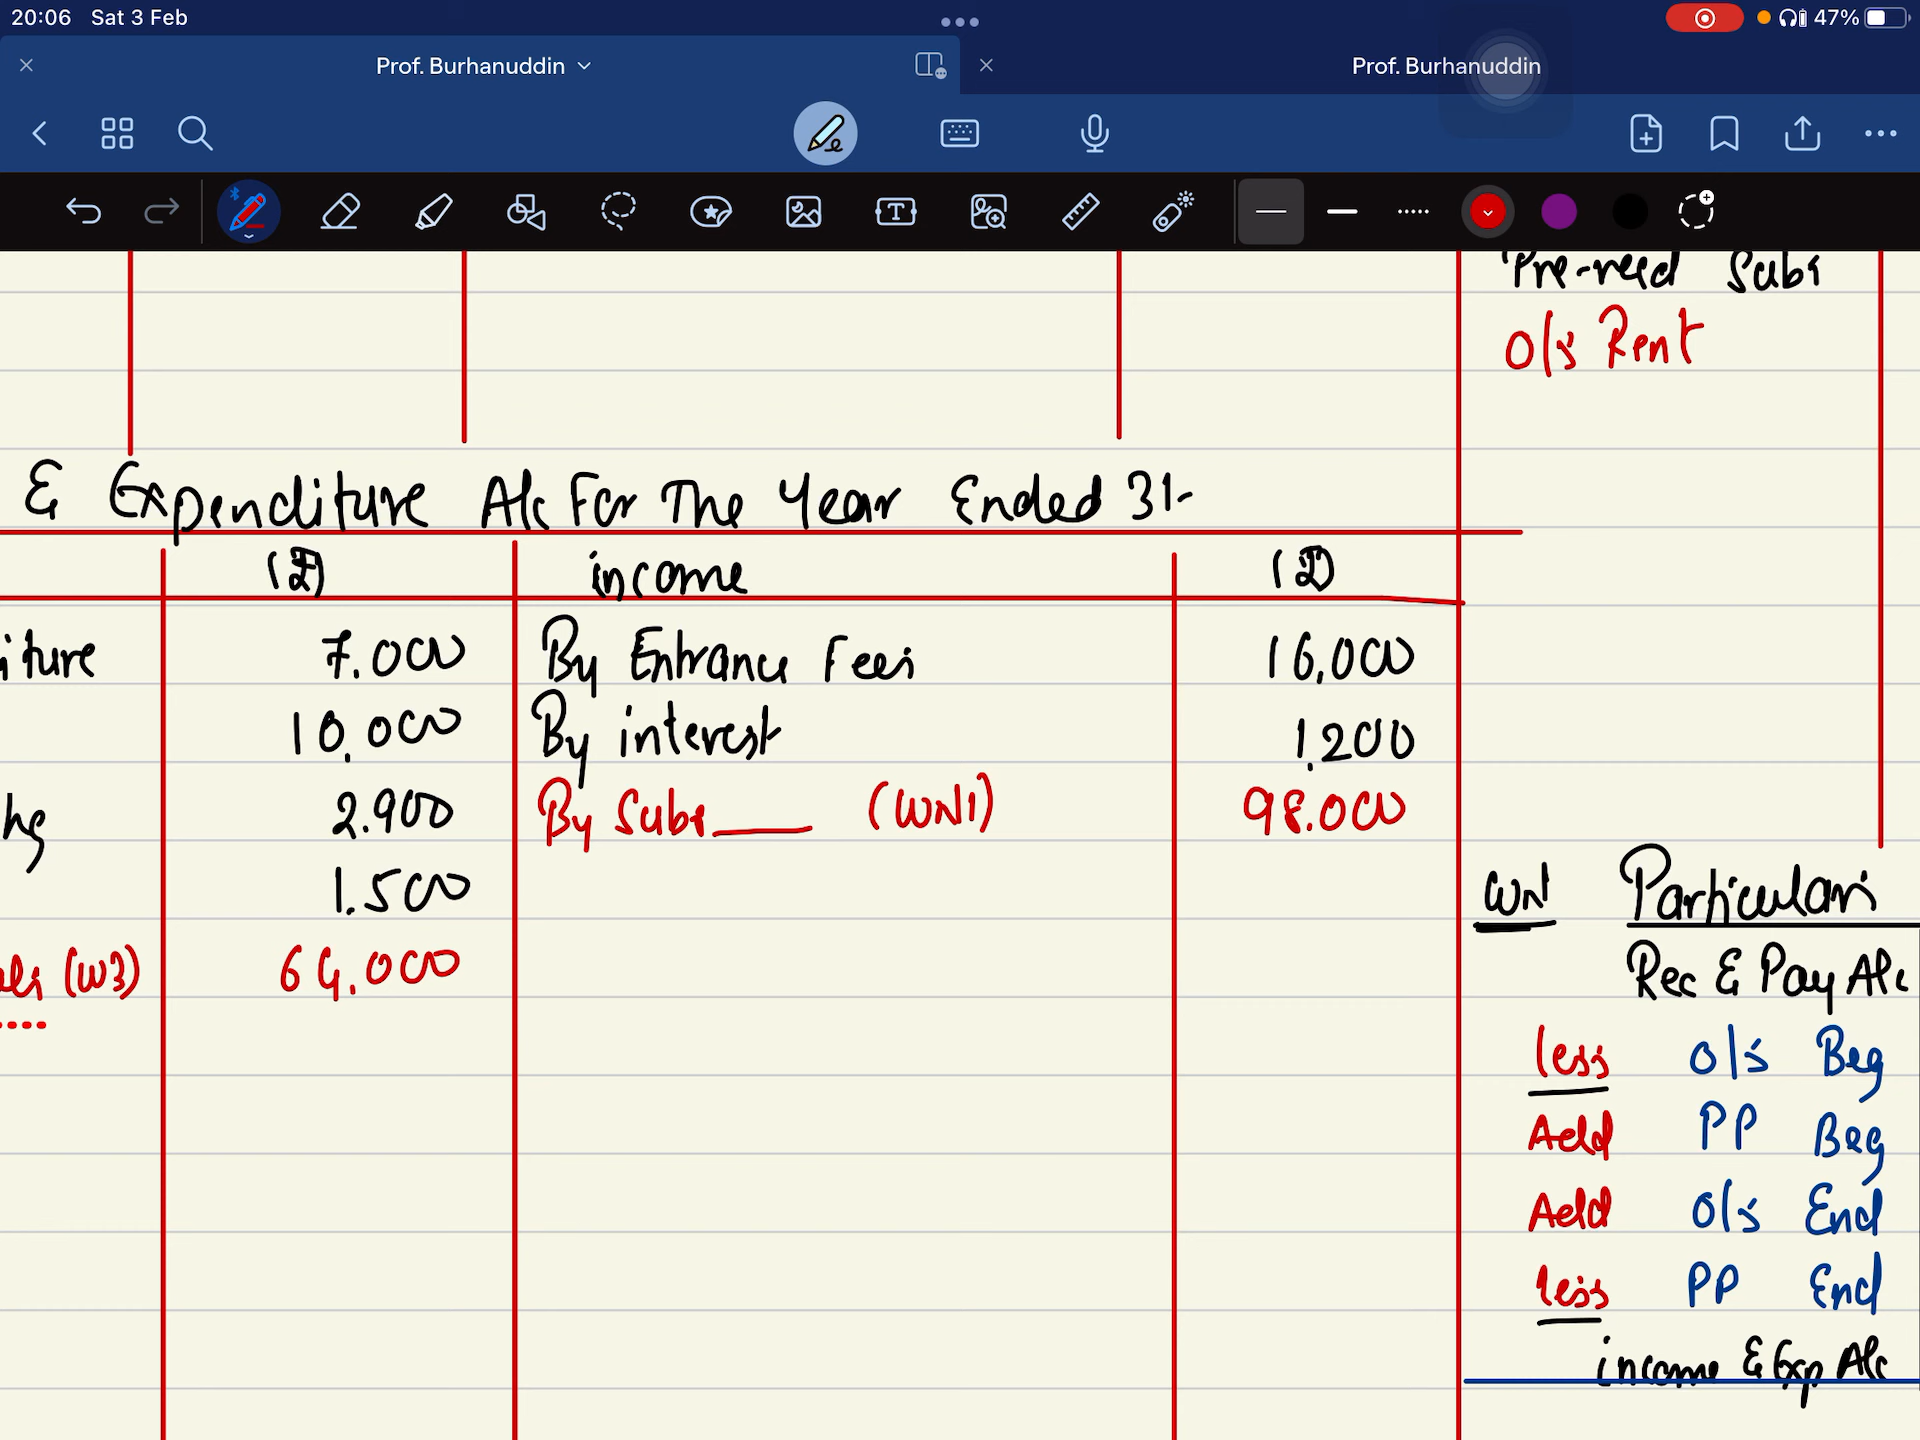 20:06 Sat 3 Feb
47%
Prof. Burhanuddin
Prof. Burhanuddin
T
Pre-recd Subs
O/s Rent
& Expenditure A/c For The Year Ended 31-
(₹) income (₹)
iture 7.000 By Entrance Fees 16,000
10.000 By interest 1.200
2.900 By Subs (WN1) 98.000
hg
1.500
(W3) 64.000
WN1 Particulars
Rec & Pay A/c
less O/s Beg
Add PP Beg
Add O/s End
less PP End
income & Exp A/c